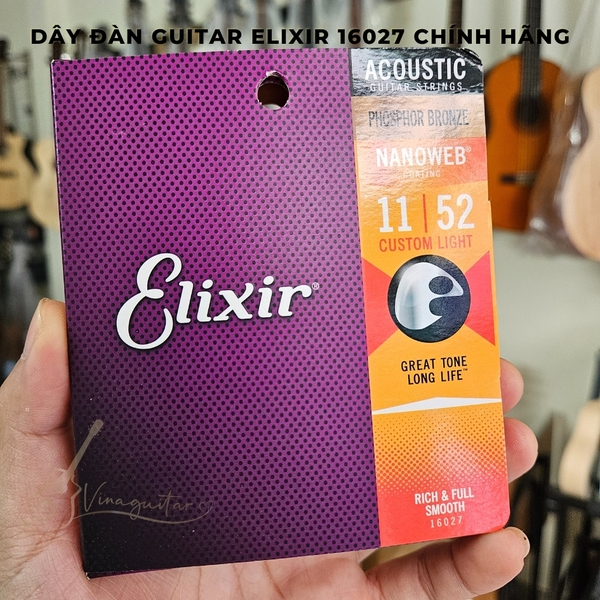 DÂY ĐÀN GUITAR ELIXIR 16027 CHÍNH HÃNG
ACOUSTIC
GUITAR STRINGS
PHOSPHOR BRONZE
NANOWEB®
COATING
11 | 52
CUSTOM LIGHT
Elixir®
GREAT TONE
LONG LIFE™
RICH & FULL
SMOOTH
16027
Vinaguitar